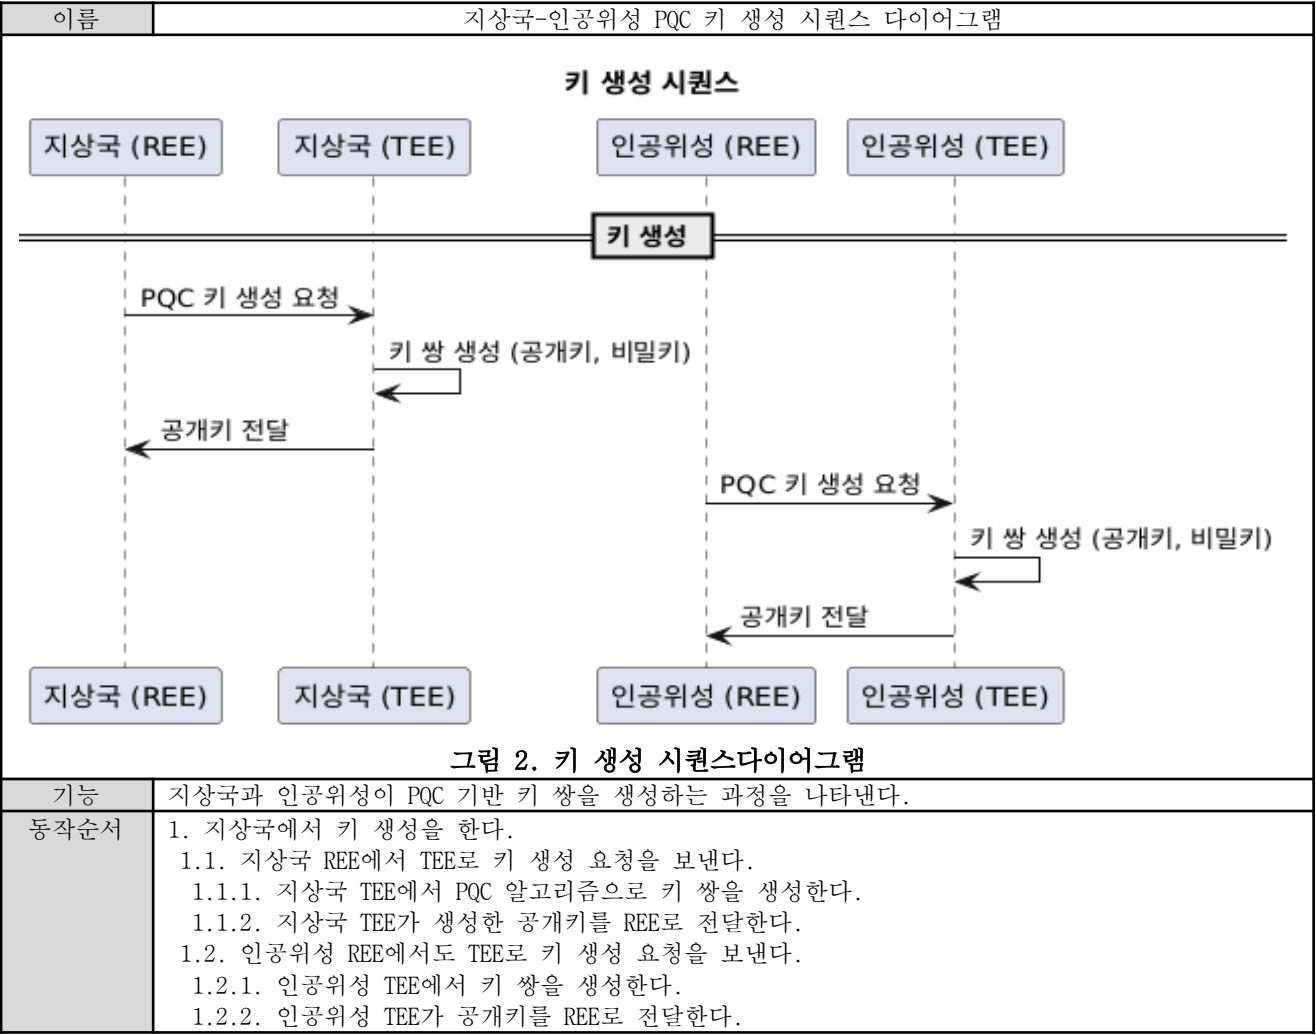 이름 지상국-인공위성 PQC 키 생성 시퀀스 다이어그램
키 생성 시퀀스
지상국 (REE) 지상국 (TEE) 인공위성 (REE) 인공위성 (TEE)
키 생성
PQC 키 생성 요청
키 쌍 생성 (공개키, 비밀키)
공개키 전달
PQC 키 생성 요청
키 쌍 생성 (공개키, 비밀키)
공개키 전달
지상국 (REE) 지상국 (TEE) 인공위성 (REE) 인공위성 (TEE)
그림 2. 키 생성 시퀀스다이어그램
기능 지상국과 인공위성이 PQC 기반 키 쌍을 생성하는 과정을 나타낸다.
동작순서 1. 지상국에서 키 생성을 한다.
1.1. 지상국 REE에서 TEE로 키 생성 요청을 보낸다.
1.1.1. 지상국 TEE에서 PQC 알고리즘으로 키 쌍을 생성한다.
1.1.2. 지상국 TEE가 생성한 공개키를 REE로 전달한다.
1.2. 인공위성 REE에서도 TEE로 키 생성 요청을 보낸다.
1.2.1. 인공위성 TEE에서 키 쌍을 생성한다.
1.2.2. 인공위성 TEE가 공개키를 REE로 전달한다.